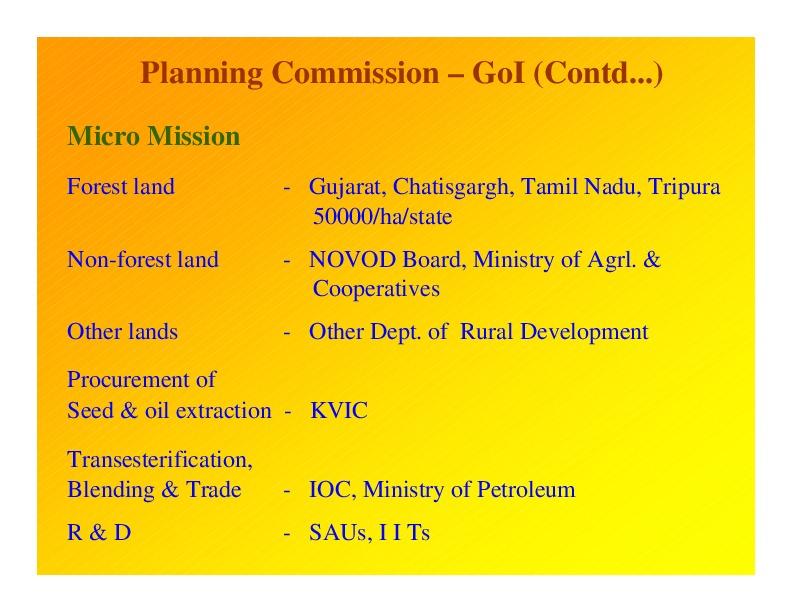 Planning Commission – GoI (Contd...)
Micro Mission
Forest land - Gujarat, Chatisgargh, Tamil Nadu, Tripura
50000/ha/state
Non-forest land - NOVOD Board, Ministry of Agrl. &
Cooperatives
Other lands - Other Dept. of Rural Development
Procurement of
Seed & oil extraction - KVIC
Transesterification,
Blending & Trade - IOC, Ministry of Petroleum
R & D - SAUs, I I Ts